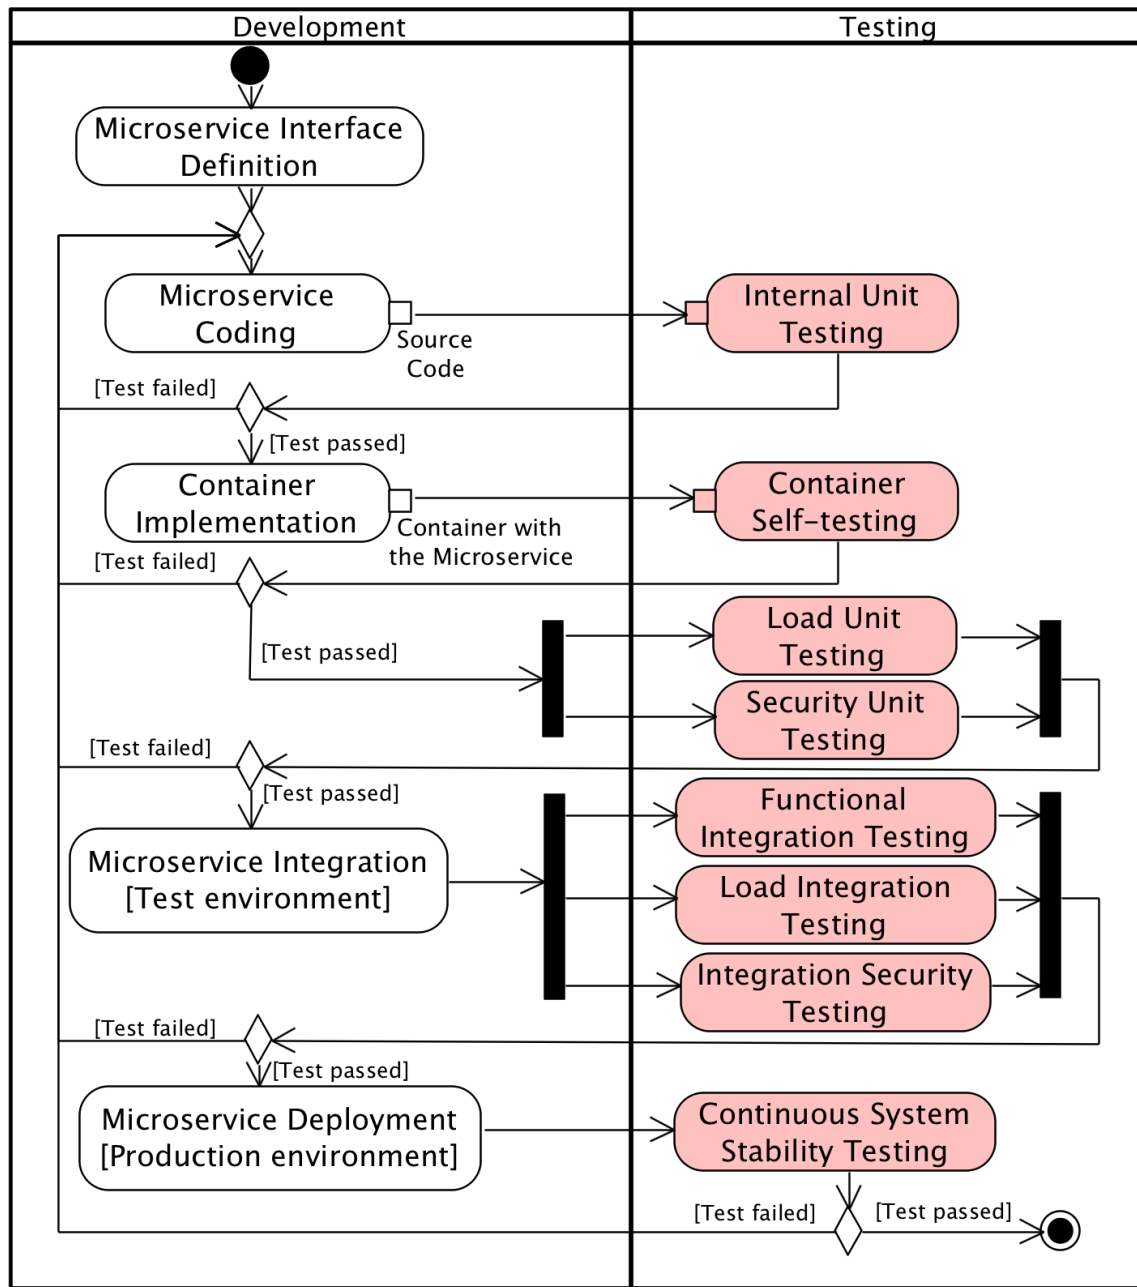 Development
Testing
Microservice Interface
Definition
Microservice
Coding
Source
Code
Internal Unit
Testing
[Test failed]
[Test passed]
Container
Implementation
Container with
the Microservice
Container
Self-testing
[Test failed]
[Test passed]
Load Unit
Testing
Security Unit
Testing
[Test failed]
[Test passed]
Microservice Integration
[Test environment]
Functional
Integration Testing
Load Integration
Testing
Integration Security
Testing
[Test failed]
[Test passed]
Microservice Deployment
[Production environment]
Continuous System
Stability Testing
[Test failed]
[Test passed]